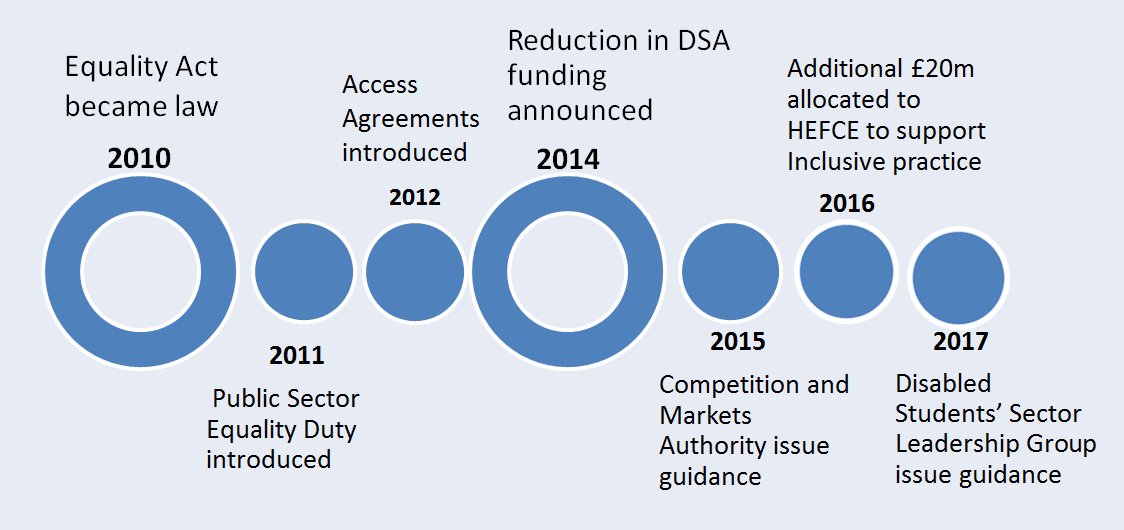 Equality Act
became law
2010
2011
Public Sector
Equality Duty
introduced
Access
Agreements
introduced
2012
Reduction in DSA
funding
announced
2014
2015
Competition and
Markets
Authority issue
guidance
Additional £20m
allocated to
HEFCE to support
Inclusive practice
2016
2017
Disabled
Students’ Sector
Leadership Group
issue guidance